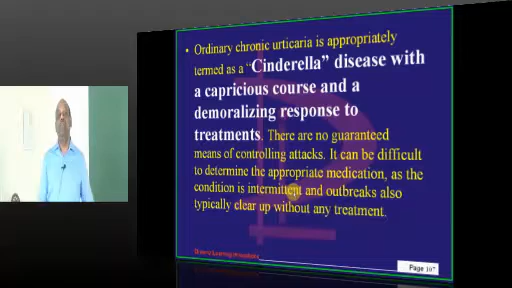 • Ordinary chronic urticaria is appropriately
termed as a “Cinderella” disease with
a capricious course and a
demoralizing response to
treatments. There are no guaranteed
means of controlling attacks. It can be difficult
to determine the appropriate medication, as the
condition is intermittent and outbreaks also
typically clear up without any treatment.
Learning
Page 107